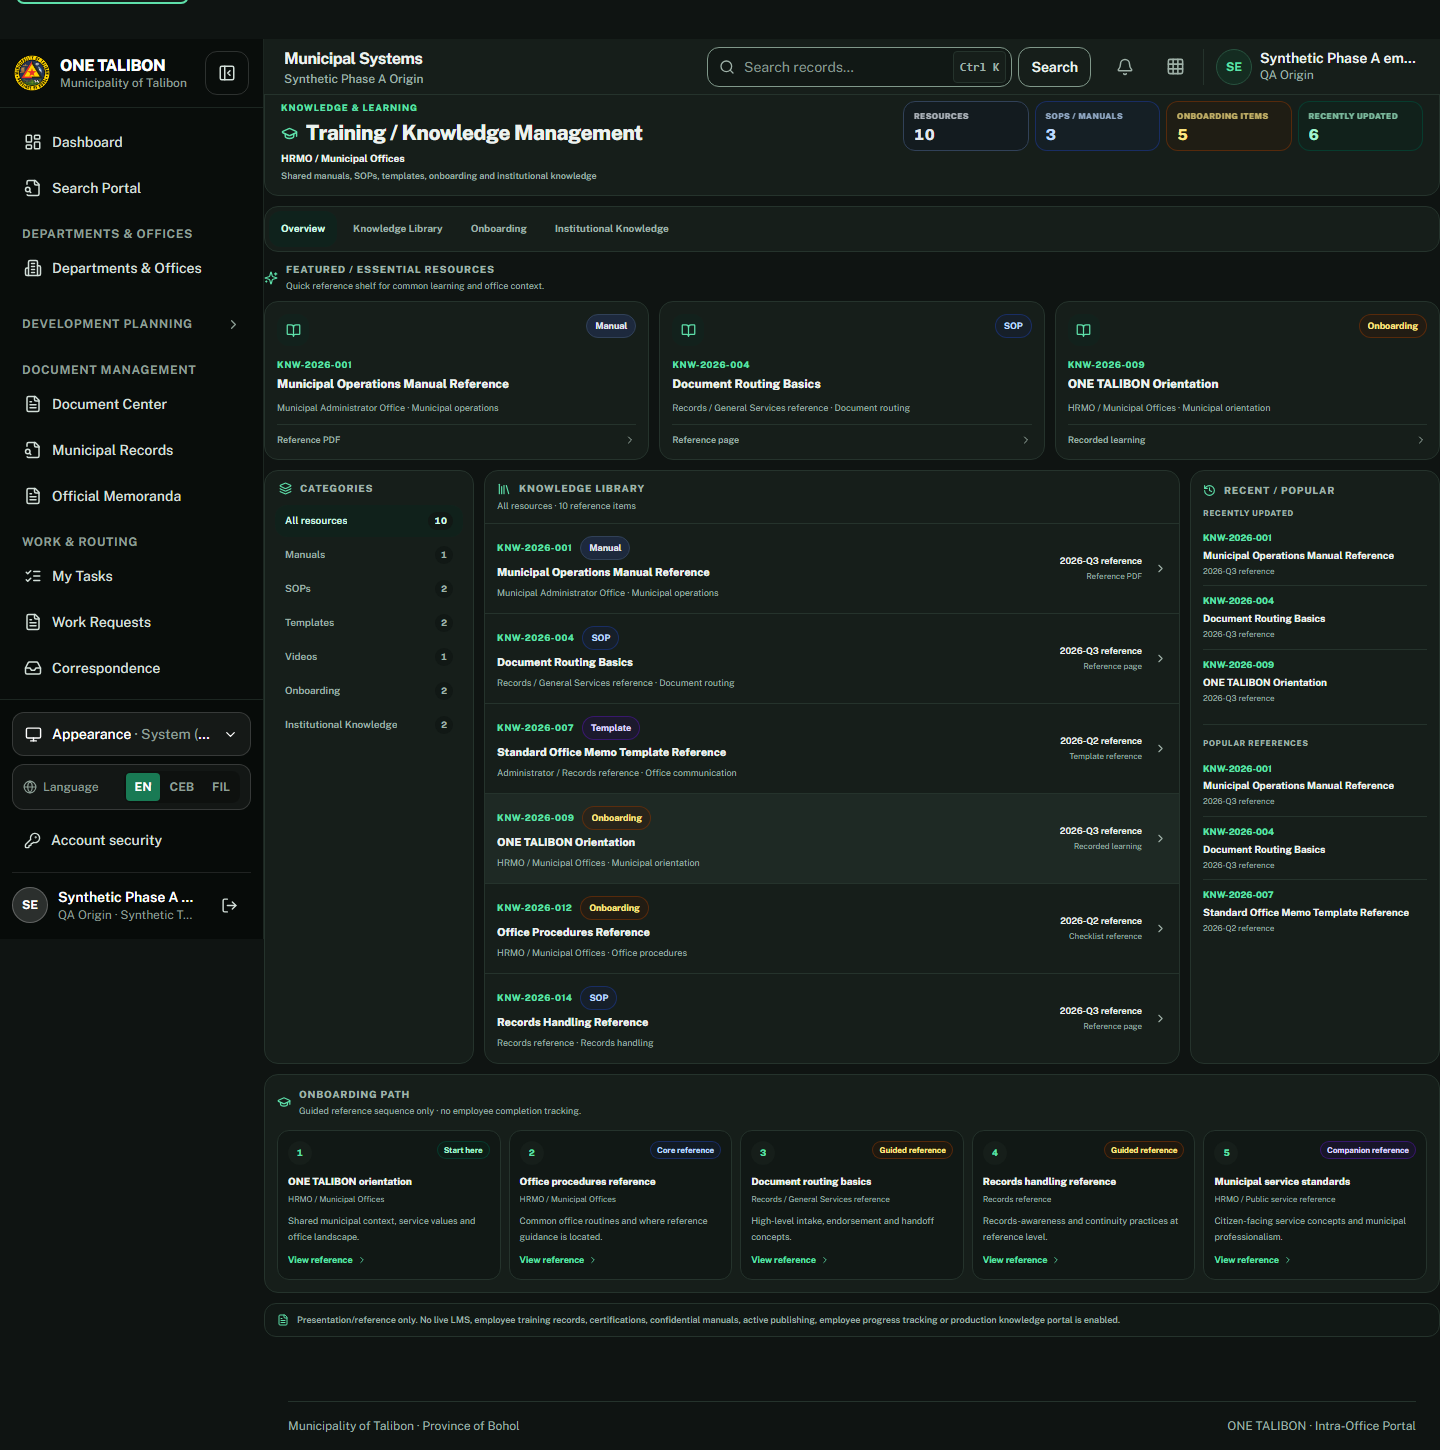 ONE TALIBON
Municipality of Talibon
Municipal Systems
Synthetic Phase A Origin
Search records...
Ctrl K
Search
SE
Synthetic Phase A em...
QA Origin
Dashboard
Search Portal
DEPARTMENTS & OFFICES
Departments & Offices
DEVELOPMENT PLANNING
DOCUMENT MANAGEMENT
Document Center
Municipal Records
Official Memoranda
WORK & ROUTING
My Tasks
Work Requests
Correspondence
Appearance · System (...
Language
EN
CEB
FIL
Account security
SE
Synthetic Phase A ...
QA Origin · Synthetic T...
KNOWLEDGE & LEARNING
Training / Knowledge Management
HRMO / Municipal Offices
Shared manuals, SOPs, templates, onboarding and institutional knowledge
RESOURCES
10
SOPS / MANUALS
3
ONBOARDING ITEMS
5
RECENTLY UPDATED
6
Overview
Knowledge Library
Onboarding
Institutional Knowledge
FEATURED / ESSENTIAL RESOURCES
Quick reference shelf for common learning and office context.
Manual
KNW-2026-001
Municipal Operations Manual Reference
Municipal Administrator Office · Municipal operations
Reference PDF
SOP
KNW-2026-004
Document Routing Basics
Records / General Services reference · Document routing
Reference page
Onboarding
KNW-2026-009
ONE TALIBON Orientation
HRMO / Municipal Offices · Municipal orientation
Recorded learning
CATEGORIES
All resources
10
Manuals
1
SOPs
2
Templates
2
Videos
1
Onboarding
2
Institutional Knowledge
2
KNOWLEDGE LIBRARY
All resources · 10 reference items
KNW-2026-001
Manual
Municipal Operations Manual Reference
Municipal Administrator Office · Municipal operations
2026-Q3 reference
Reference PDF
KNW-2026-004
SOP
Document Routing Basics
Records / General Services reference · Document routing
2026-Q3 reference
Reference page
KNW-2026-007
Template
Standard Office Memo Template Reference
Administrator / Records reference · Office communication
2026-Q2 reference
Template reference
KNW-2026-009
Onboarding
ONE TALIBON Orientation
HRMO / Municipal Offices · Municipal orientation
2026-Q3 reference
Recorded learning
KNW-2026-012
Onboarding
Office Procedures Reference
HRMO / Municipal Offices · Office procedures
2026-Q2 reference
Checklist reference
KNW-2026-014
SOP
Records Handling Reference
Records reference · Records handling
2026-Q3 reference
Reference page
RECENT / POPULAR
RECENTLY UPDATED
KNW-2026-001
Municipal Operations Manual Reference
2026-Q3 reference
KNW-2026-004
Document Routing Basics
2026-Q3 reference
KNW-2026-009
ONE TALIBON Orientation
2026-Q3 reference
POPULAR REFERENCES
KNW-2026-001
Municipal Operations Manual Reference
2026-Q3 reference
KNW-2026-004
Document Routing Basics
2026-Q3 reference
KNW-2026-007
Standard Office Memo Template Reference
2026-Q2 reference
ONBOARDING PATH
Guided reference sequence only · no employee completion tracking.
1
Start here
ONE TALIBON orientation
HRMO / Municipal Offices
Shared municipal context, service values and
office landscape.
View reference
2
Core reference
Office procedures reference
HRMO / Municipal Offices
Common office routines and where reference
guidance is located.
View reference
3
Guided reference
Document routing basics
Records / General Services reference
High-level intake, endorsement and handoff
concepts.
View reference
4
Guided reference
Records handling reference
Records reference
Records-awareness and continuity practices at
reference level.
View reference
5
Companion reference
Municipal service standards
HRMO / Public service reference
Citizen-facing service concepts and municipal
professionalism.
View reference
Presentation/reference only. No live LMS, employee training records, certifications, confidential manuals, active publishing, employee progress tracking or production knowledge portal is enabled.
Municipality of Talibon · Province of Bohol
ONE TALIBON · Intra-Office Portal